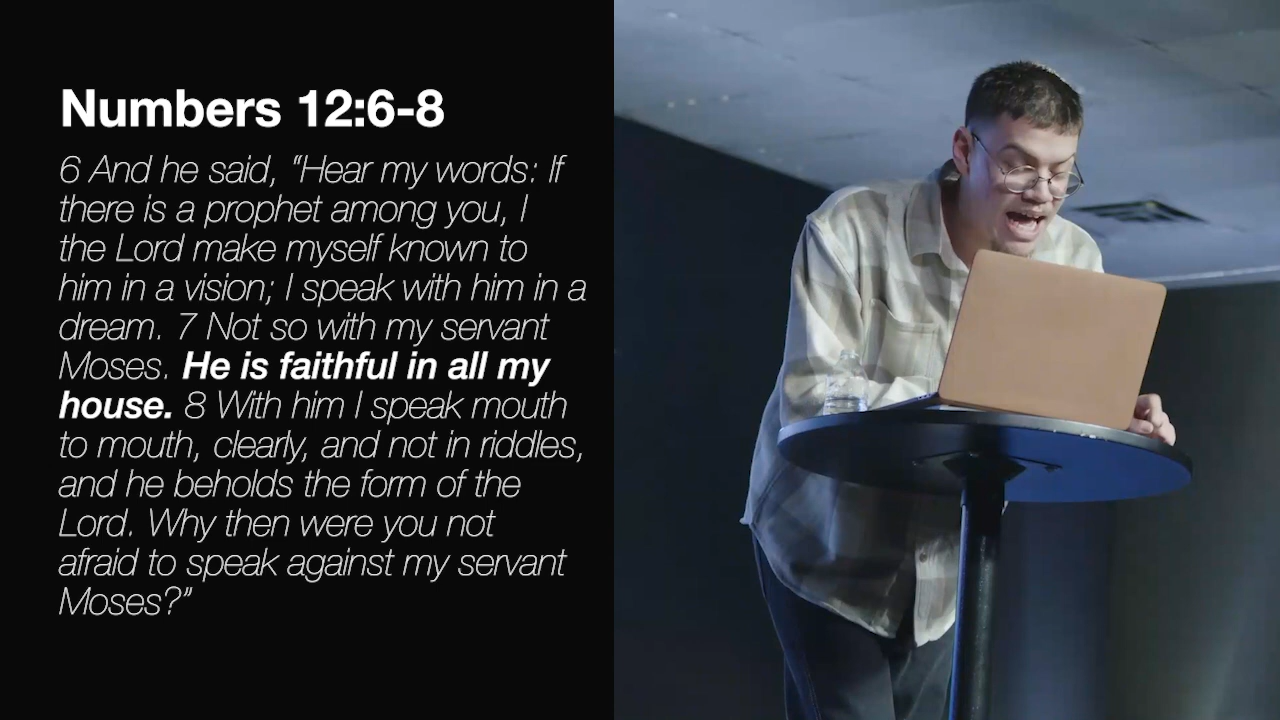 Numbers 12:6-8
6 And he said, "Hear my words: If
there is a prophet among you, I
the Lord make myself known to
him in a vision; I speak with him in a
dream. 7 Not so with my servant
Moses. He is faithful in all my
house. 8 With him I speak mouth
to mouth, clearly, and not in riddles,
and he beholds the form of the
Lord. Why then were you not
afraid to speak against my servant
Moses?"